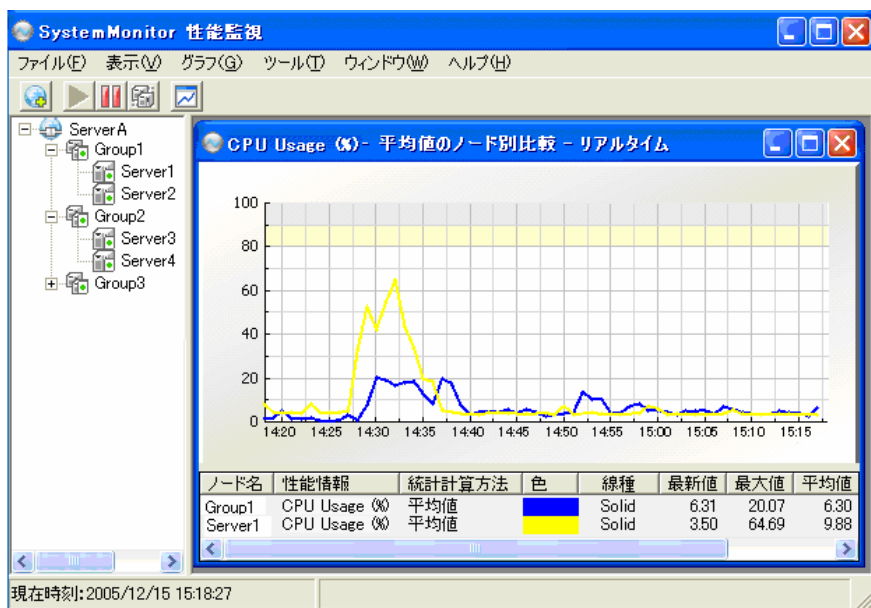 SystemMonitor 性能監視
ファイル(F) 表示(V) グラフ(G) ツール(T) ウィンドウ(W) ヘルプ(H)
ServerA
Group1
Server1
Server2
Group2
Server3
Server4
Group3
CPU Usage (%)- 平均値のノード別比較 - リアルタイム
100
80
60
40
20
0
14:20 14:25 14:30 14:35 14:40 14:45 14:50 14:55 15:00 15:05 15:10 15:15
ノード名 性能情報 統計計算方法 色 線種 最新値 最大値 平均値
Group1 CPU Usage (%) 平均値 Solid 6.31 20.07 6.30
Server1 CPU Usage (%) 平均値 Solid 3.50 64.69 9.88
現在時刻:2005/12/15 15:18:27